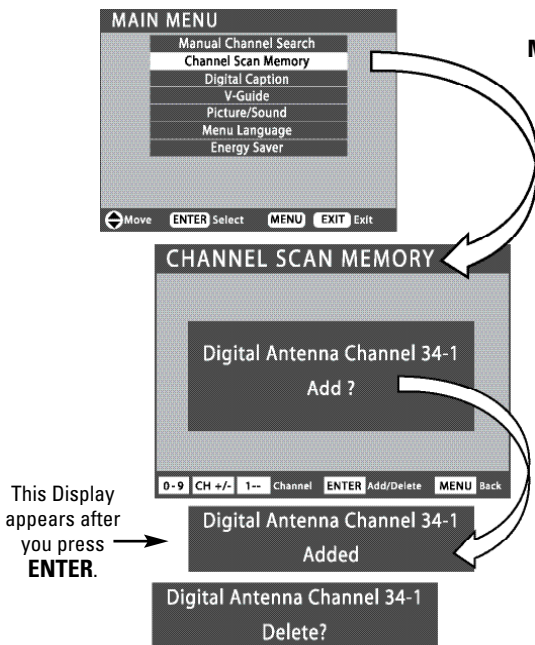 MAIN MENU
Manual Channel Search
Channel Scan Memory
Digital Caption
V-Guide
Picture/Sound
Menu Language
Energy Saver
Move ENTER Select MENU EXIT Exit
CHANNEL SCAN MEMORY
Digital Antenna Channel 34-1
Add ?
0-9 CH +/- 1-- Channel ENTER Add/Delete MENU Back
This Display
appears after
you press
ENTER.
Digital Antenna Channel 34-1
Added
Digital Antenna Channel 34-1
Delete?